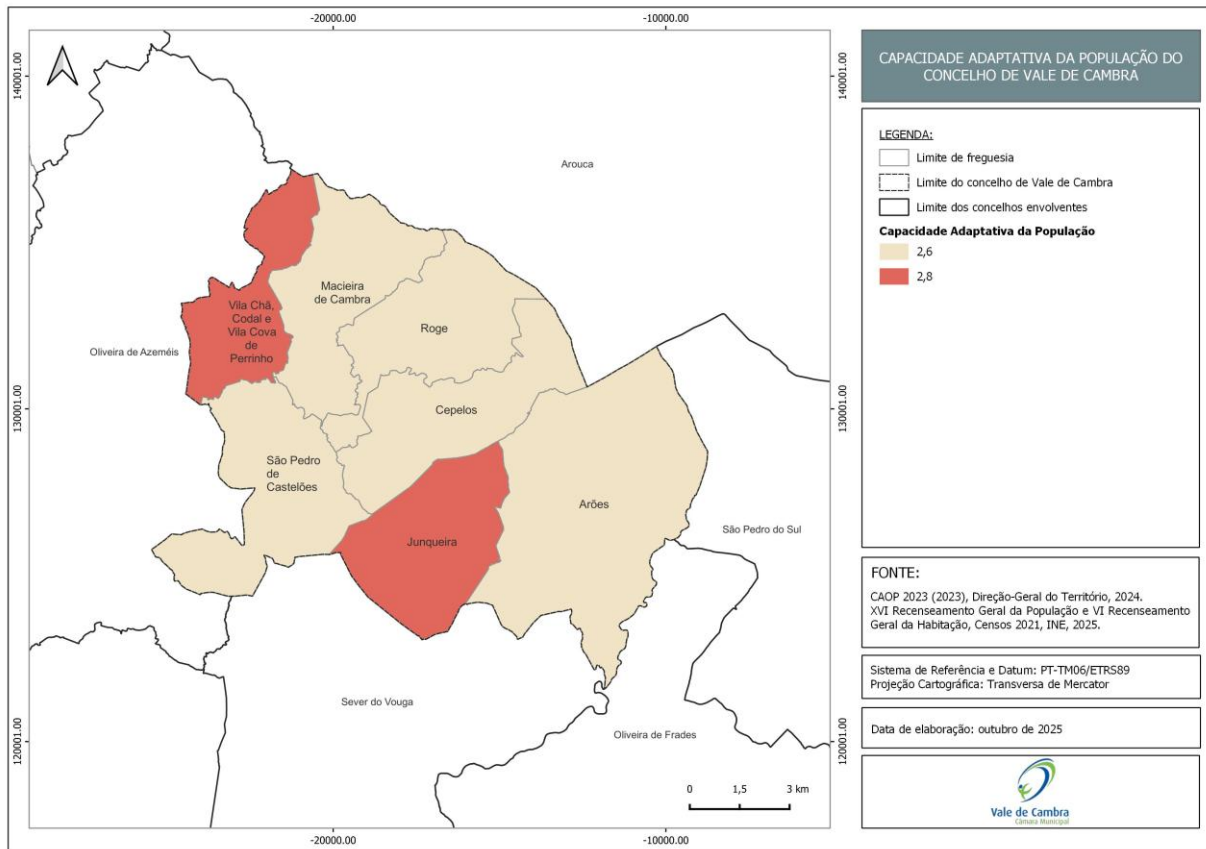 -20000.00
-10000.00
140001.00
140001.00
CAPACIDADE ADAPTATIVA DA POPULAÇÃO DO
CONCELHO DE VALE DE CAMBRA
LEGENDA:
Limite de freguesia
Limite do concelho de Vale de Cambra
Limite dos concelhos envolventes
Capacidade Adaptativa da População
2,6
2,8
Arouca
Macieira
de Cambra
Vila Chã,
Codal e
Vila Cova
de
Perrinho
Roge
Oliveira de Azeméis
130001.00
130001.00
Cepelos
São Pedro
de
Castelões
Arões
Junqueira
São Pedro do Sul
FONTE:
CAOP 2023 (2023), Direção-Geral do Território, 2024.
XVI Recenseamento Geral da População e VI Recenseamento
Geral da Habitação, Censos 2021, INE, 2025.
Sistema de Referência e Datum: PT-TM06/ETRS89
Projeção Cartográfica: Transversa de Mercator
Sever do Vouga
Oliveira de Frades
120001.00
120001.00
Data de elaboração: outubro de 2025
0 1,5 3 km
Vale de Cambra
Câmara Municipal
-20000.00
-10000.00